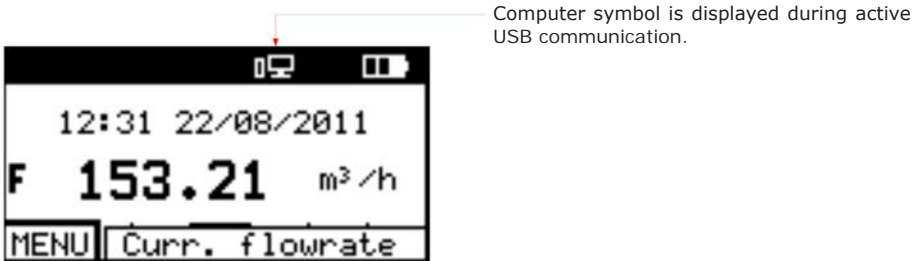 Computer symbol is displayed during active
USB communication.
12:31 22/08/2011
F 153.21 m³/h
MENU Curr. flowrate